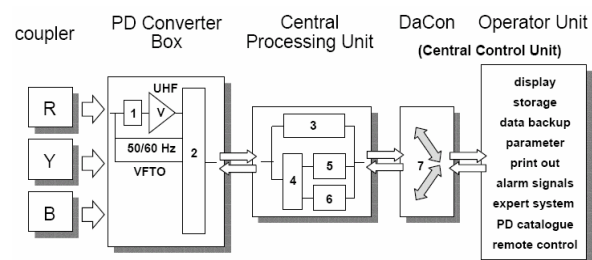 coupler
PD Converter
Box
Central
Processing Unit
DaCon
Operator Unit
(Central Control Unit)
R
Y
B
UHF
1
V
2
50/60 Hz
VFTO
3
4
5
6
7
display
storage
data backup
parameter
print out
alarm signals
expert system
PD catalogue
remote control